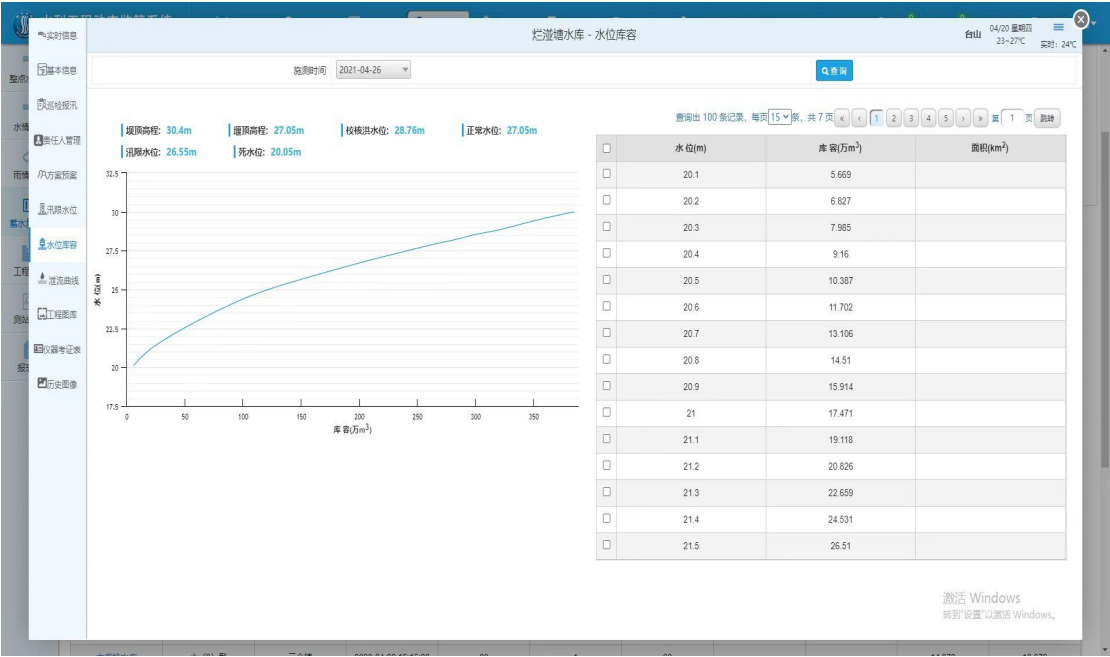 烂漤塘水库 - 水位库容
台山
04/20 星期四
23~27℃
实时: 24℃
实时信息
基本信息
巡检报汛
责任人管理
方案预案
汛限水位
水位库容
泄流曲线
工程图库
仪器考证表
历史图像
施测时间 2021-04-26
查询
坝顶高程: 30.4m 堰顶高程: 27.05m 校核洪水位: 28.76m 正常水位: 27.05m
汛限水位: 26.55m 死水位: 20.05m
32.5
30
27.5
25
22.5
20
17.5
水 位(m)
0 50 100 150 200 250 300 350
库 容(万m³)
查询出 100 条记录, 每页 15 条, 共 7 页 « ‹ 1 2 3 4 5 › » 第 1 页 跳转
水 位(m) 库 容(万m³) 面积(km²)
20.1 5.669
20.2 6.827
20.3 7.985
20.4 9.16
20.5 10.387
20.6 11.702
20.7 13.106
20.8 14.51
20.9 15.914
21 17.471
21.1 19.118
21.2 20.826
21.3 22.659
21.4 24.531
21.5 26.51
激活 Windows
转到"设置"以激活 Windows。